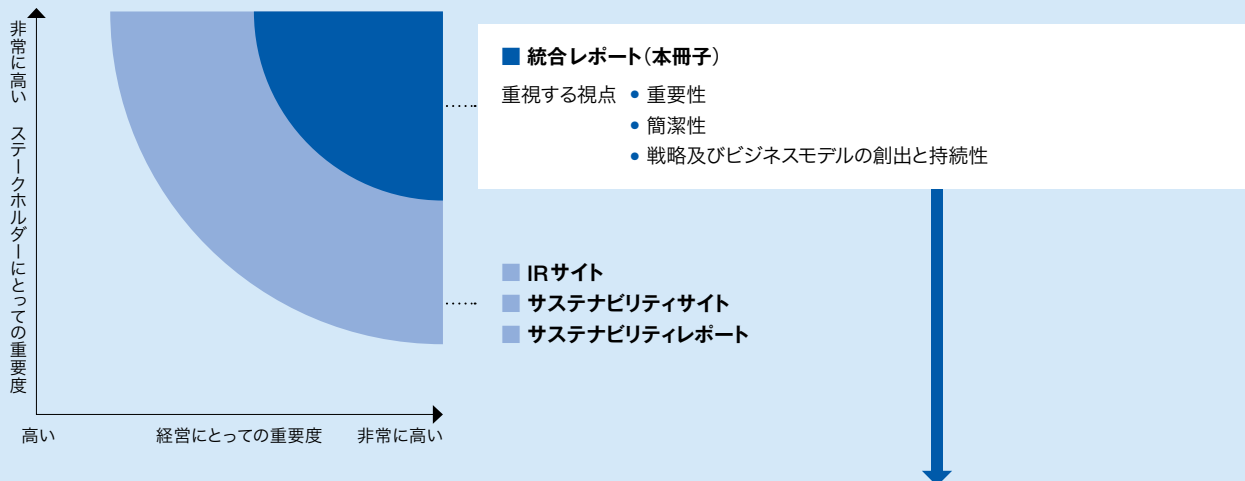 非常に高い ステークホルダーにとっての重要度
高い 経営にとっての重要度 非常に高い
■ 統合レポート（本冊子）
重視する視点 ● 重要性
● 簡潔性
● 戦略及びビジネスモデルの創出と持続性
■ IRサイト
■ サステナビリティサイト
■ サステナビリティレポート